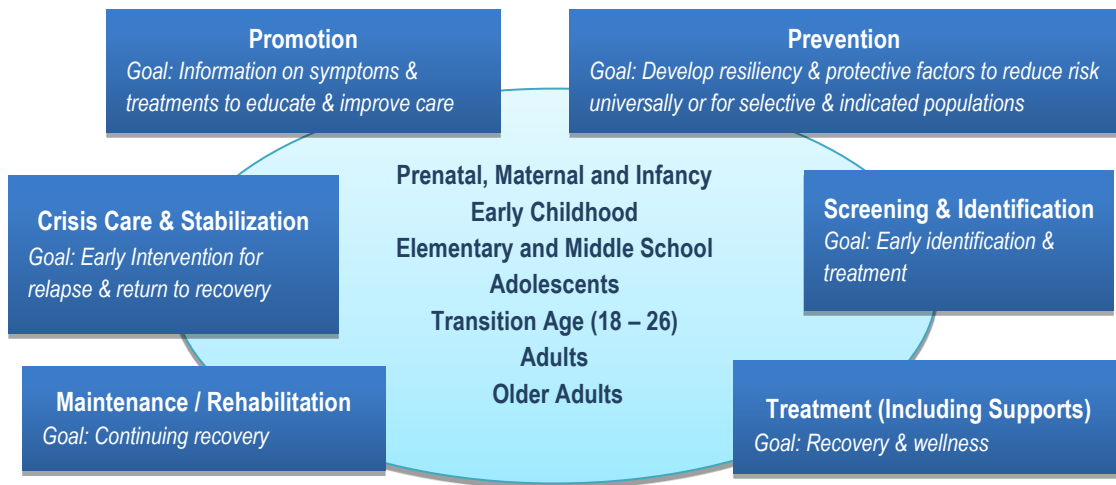 Promotion
Goal: Information on symptoms &
treatments to educate & improve care
Prevention
Goal: Develop resiliency & protective factors to reduce risk
universally or for selective & indicated populations
Crisis Care & Stabilization
Goal: Early Intervention for
relapse & return to recovery
Prenatal, Maternal and Infancy
Early Childhood
Elementary and Middle School
Adolescents
Transition Age (18 – 26)
Adults
Older Adults
Screening & Identification
Goal: Early identification &
treatment
Maintenance / Rehabilitation
Goal: Continuing recovery
Treatment (Including Supports)
Goal: Recovery & wellness